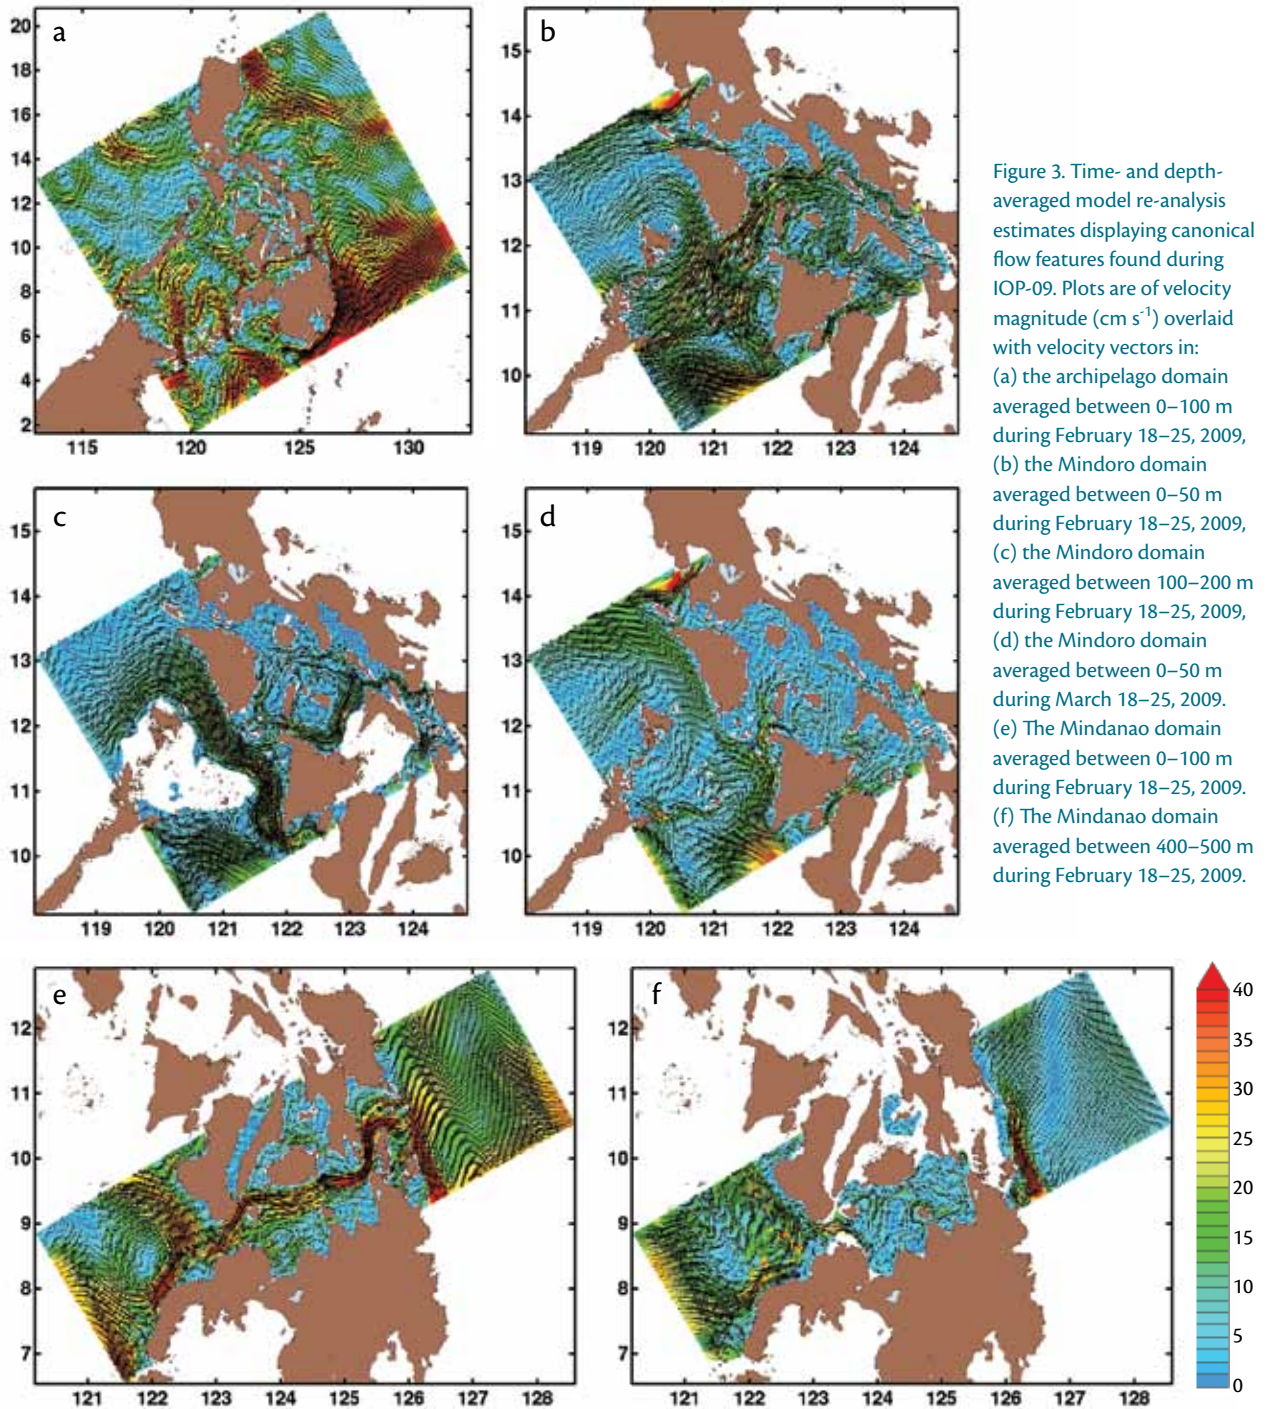 a
20
18
16
14
12
10
8
6
4
2
115 120 125 130
b
15
14
13
12
11
10
119 120 121 122 123 124
Figure 3. Time- and depth-
averaged model re-analysis
estimates displaying canonical
flow features found during
IOP-09. Plots are of velocity
magnitude (cm s-1) overlaid
with velocity vectors in:
(a) the archipelago domain
averaged between 0–100 m
during February 18–25, 2009,
(b) the Mindoro domain
averaged between 0–50 m
during February 18–25, 2009,
(c) the Mindoro domain
averaged between 100–200 m
during February 18–25, 2009,
(d) the Mindoro domain
averaged between 0–50 m
during March 18–25, 2009.
(e) The Mindanao domain
averaged between 0–100 m
during February 18–25, 2009.
(f) The Mindanao domain
averaged between 400–500 m
during February 18–25, 2009.
c
15
14
13
12
11
10
119 120 121 122 123 124
d
15
14
13
12
11
10
119 120 121 122 123 124
e
12
11
10
9
8
7
121 122 123 124 125 126 127 128
f
12
11
10
9
8
7
121 122 123 124 125 126 127 128
40
35
30
25
20
15
10
5
0